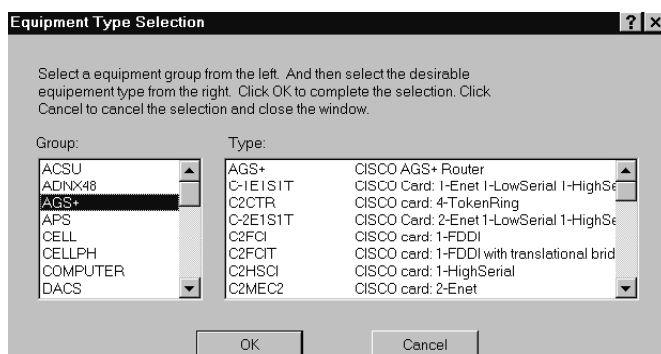 Equipment Type Selection
Select a equipment group from the left. And then select the desirable
equipement type from the right. Click OK to complete the selection. Click
Cancel to cancel the selection and close the window.
Group:
Type:
ACSU
ADNX48
AGS+
APS
CELL
CELLPH
COMPUTER
DACS
AGS+ CISCO AGS+ Router
C-1E1S1T CISCO Card: 1-Enet 1-LowSerial 1-HighSe
C2CTR CISCO card: 4-TokenRing
C-2E1S1T CISCO Card: 2-Enet 1-LowSerial 1-HighSe
C2FCI CISCO card: 1-FDDI
C2FCIT CISCO card: 1-FDDI with translational brid
C2HSCI CISCO card: 1-HighSerial
C2MEC2 CISCO card: 2-Enet
OK
Cancel